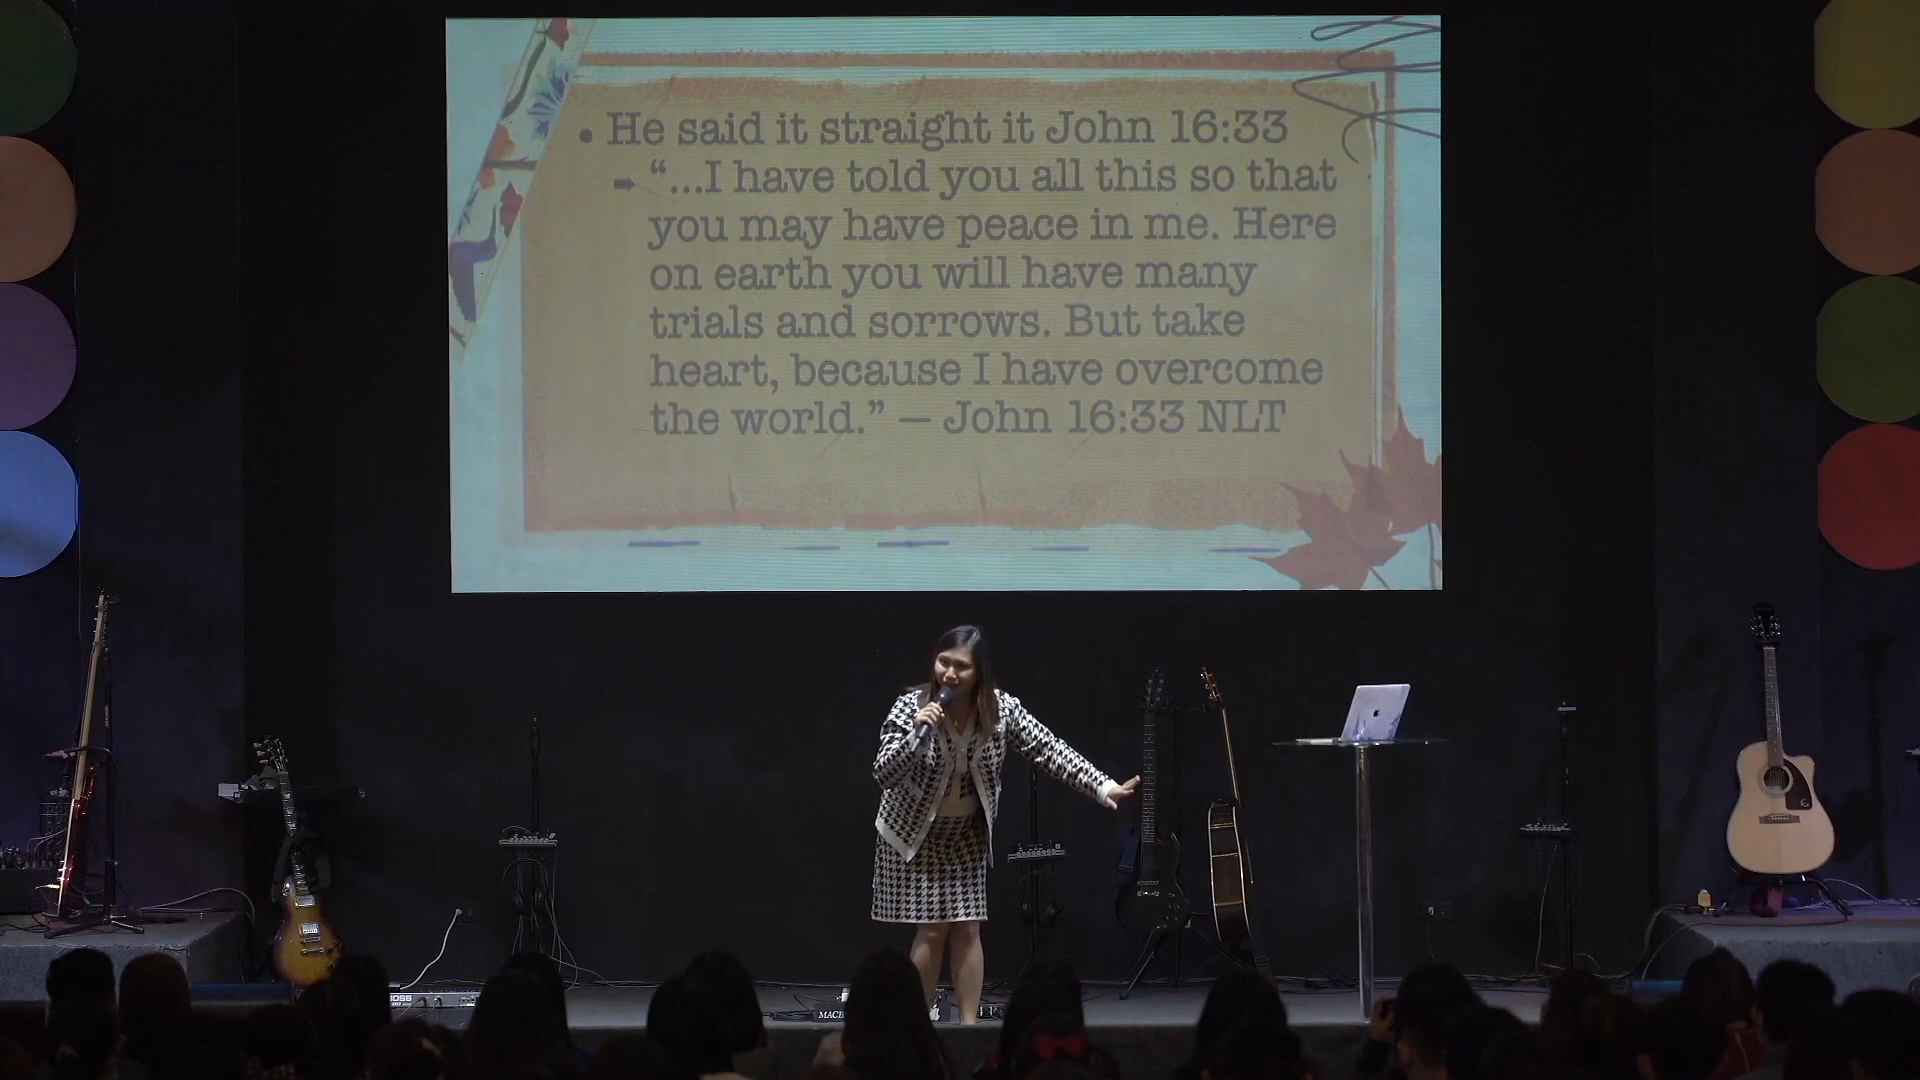 • He said it straight it John 16:33
➡ “...I have told you all this so that
you may have peace in me. Here
on earth you will have many
trials and sorrows. But take
heart, because I have overcome
the world.” – John 16:33 NLT
BOSS